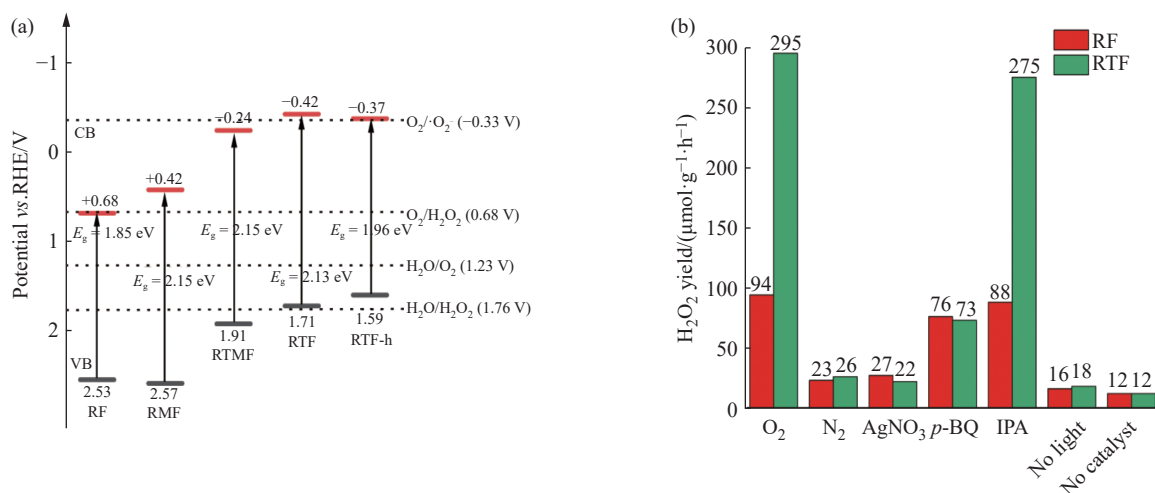 (a)
Potential vs.RHE/V
−1
0
1
2
CB
VB
+0.68
+0.42
−0.24
−0.42
−0.37
O₂/·O₂⁻ (−0.33 V)
O₂/H₂O₂ (0.68 V)
H₂O/O₂ (1.23 V)
H₂O/H₂O₂ (1.76 V)
E_g = 1.85 eV
E_g = 2.15 eV
E_g = 2.15 eV
E_g = 2.13 eV
E_g = 1.96 eV
2.53
RF
2.57
RMF
1.91
RTMF
1.71
RTF
1.59
RTF-h
(b)
H₂O₂ yield/(μmol·g⁻¹·h⁻¹)
300
250
200
150
100
50
0
RF
RTF
94
295
23
26
27
22
76
73
88
275
16
18
12
12
O₂
N₂
AgNO₃
p-BQ
IPA
No light
No catalyst